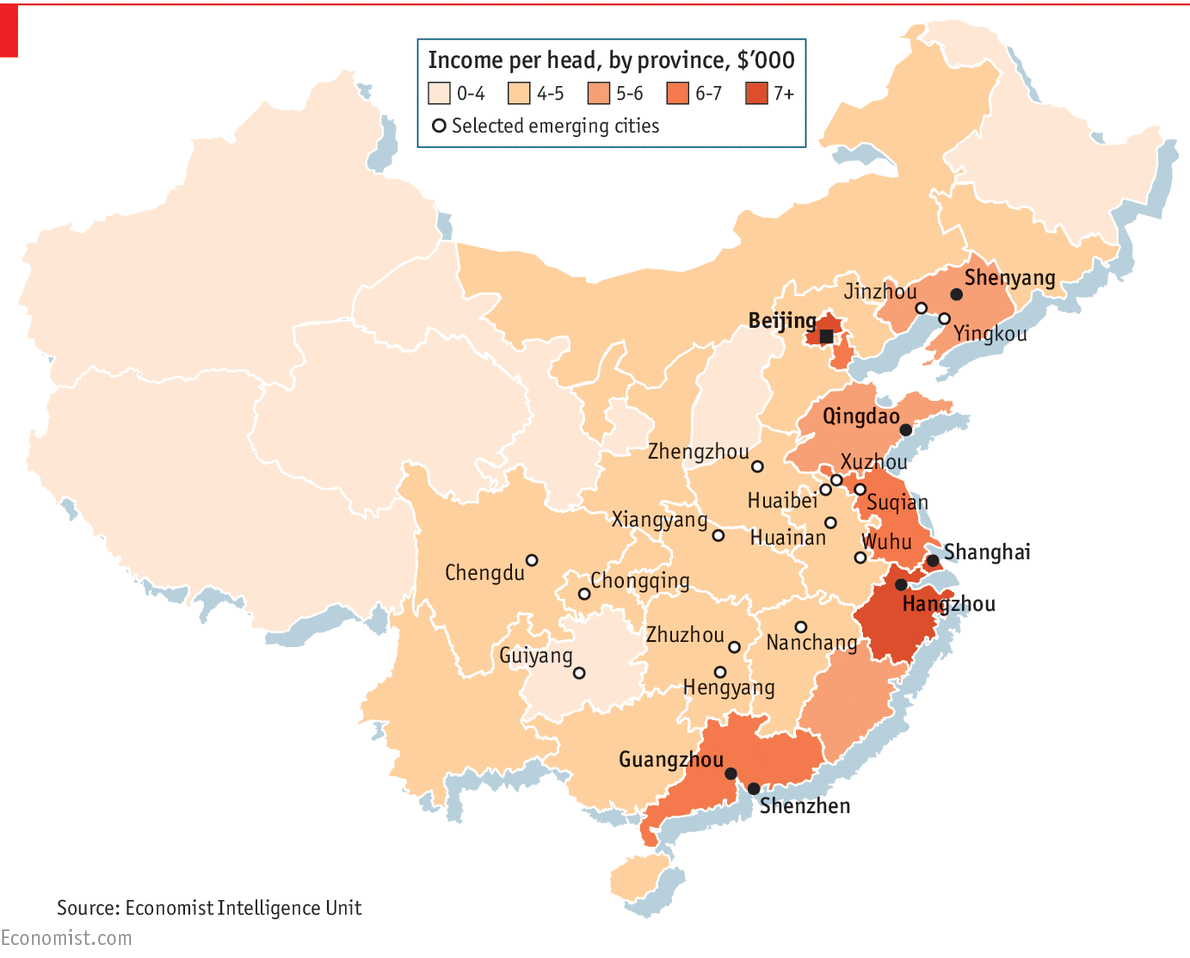 Income per head, by province, $’000
0-4 4-5 5-6 6-7 7+
Selected emerging cities
Shenyang
Jinzhou
Beijing
Yingkou
Qingdao
Zhengzhou
Xuzhou
Huaibei
Suqian
Xiangyang
Huainan
Wuhu
Shanghai
Chengdu
Chongqing
Hangzhou
Zhuzhou
Nanchang
Guiyang
Hengyang
Guangzhou
Shenzhen
Source: Economist Intelligence Unit
Economist.com